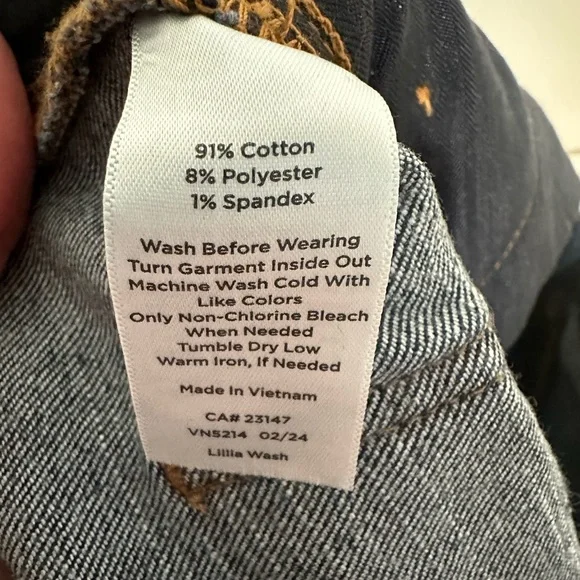 91% Cotton
8% Polyester
1% Spandex
Wash Before Wearing
Turn Garment Inside Out
Machine Wash Cold With
Like Colors
Only Non-Chlorine Bleach
When Needed
Tumble Dry Low
Warm Iron, If Needed
Made In Vietnam
CA# 23147
VN5214 02/24
Lillia Wash